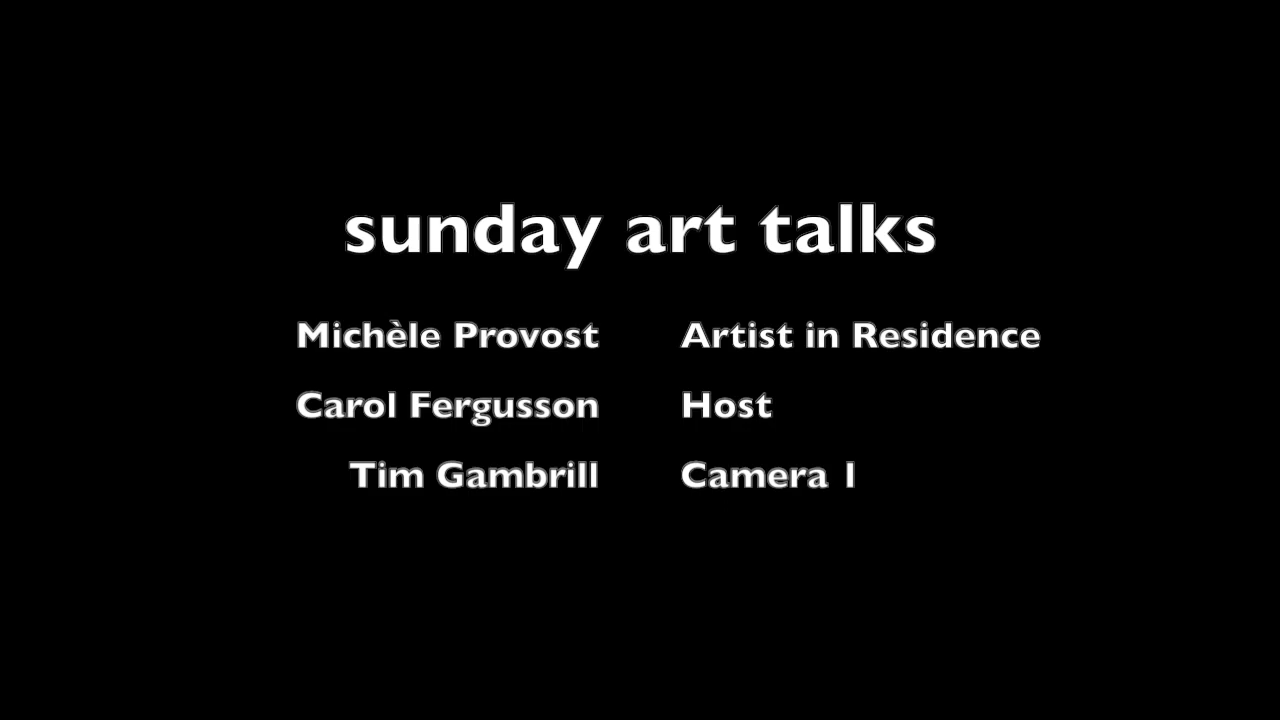 sunday art talks
Michèle Provost Artist in Residence
Carol Fergusson Host
Tim Gambrill Camera 1